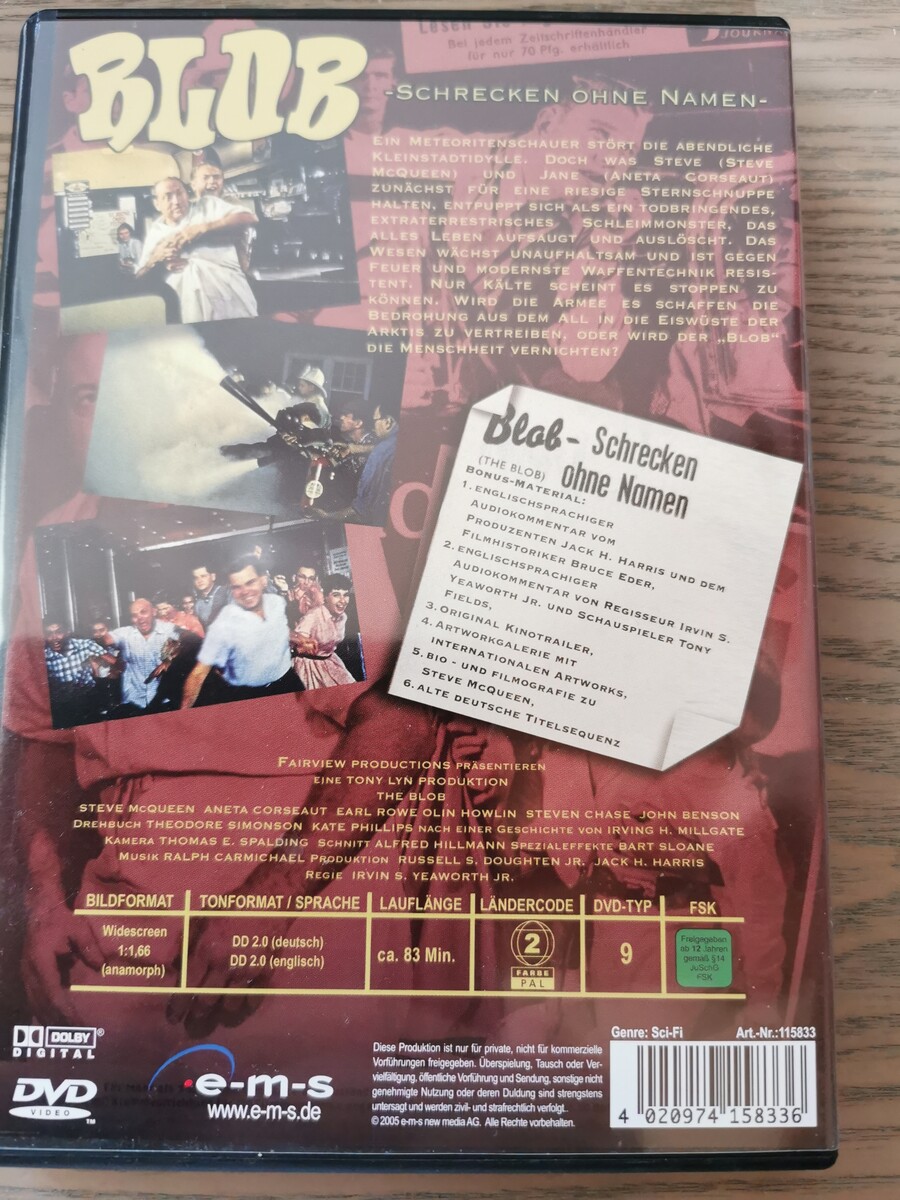 Lesen Sie
Bei jedem Zeitschriftenhändler
für nur 70 Pfg. erhältlich
JOUR
BLOB
-SCHRECKEN OHNE NAMEN-
EIN METEORITENSCHAUER STÖRT DIE ABENDLICHE
KLEINSTADTIDYLLE. DOCH WAS STEVE (STEVE
MCQUEEN) UND JANE (ANETA CORSEAUT)
ZUNÄCHST FÜR EINE RIESIGE STERNSCHNUPPE
HALTEN, ENTPUPPT SICH ALS EIN TODBRINGENDES,
EXTRATERRESTRISCHES SCHLEIMMONSTER, DAS
ALLES LEBEN AUFSAUGT UND AUSLÖSCHT. DAS
WESEN WÄCHST UNAUFHALTSAM UND IST GEGEN
FEUER UND MODERNSTE WAFFENTECHNIK RESIS-
TENT. NUR KÄLTE SCHEINT ES STOPPEN ZU
KÖNNEN. WIRD DIE ARMEE ES SCHAFFEN DIE
BEDROHUNG AUS DEM ALL IN DIE EISWÜSTE DER
ARKTIS ZU VERTREIBEN, ODER WIRD DER „BLOB“
DIE MENSCHHEIT VERNICHTEN?
Blob - Schrecken
(THE BLOB) ohne Namen
BONUS-MATERIAL:
1. ENGLISCHSPRACHIGER
AUDIOKOMMENTAR VOM
PRODUZENTEN JACK H. HARRIS UND DEM
FILMHISTORIKER BRUCE EDER,
2. ENGLISCHSPRACHIGER
AUDIOKOMMENTAR VON REGISSEUR IRVIN S.
YEAWORTH JR. UND SCHAUSPIELER TONY
FIELDS,
3. ORIGINAL KINOTRAILER,
4. ARTWORKGALERIE MIT
INTERNATIONALEN ARTWORKS,
5. BIO - UND FILMOGRAFIE ZU
STEVE MCQUEEN,
6. ALTE DEUTSCHE TITELSEQUENZ
FAIRVIEW PRODUCTIONS PRÄSENTIEREN
EINE TONY LYN PRODUKTION
THE BLOB
STEVE MCQUEEN ANETA CORSEAUT EARL ROWE OLIN HOWLIN STEVEN CHASE JOHN BENSON
DREHBUCH THEODORE SIMONSON KATE PHILLIPS NACH EINER GESCHICHTE VON IRVING H. MILLGATE
KAMERA THOMAS E. SPALDING SCHNITT ALFRED HILLMANN SPEZIALEFFEKTE BART SLOANE
MUSIK RALPH CARMICHAEL PRODUKTION RUSSELL S. DOUGHTEN JR. JACK H. HARRIS
REGIE IRVIN S. YEAWORTH JR.
BILDFORMAT TONFORMAT / SPRACHE LAUFLÄNGE LÄNDERCODE DVD-TYP FSK
Widescreen
1:1,66
(anamorph)
DD 2.0 (deutsch)
DD 2.0 (englisch)
ca. 83 Min.
2
FARBE
PAL
9
Freigegeben
ab 12 Jahren
gemäß §14
JuSchG
FSK
DOLBY®
DIGITAL
DVD
VIDEO
™
e-m-s
www.e-m-s.de
Diese Produktion ist nur für private, nicht für kommerzielle
Vorführungen freigegeben. Überspielung, Tausch oder Ver-
vielfältigung, öffentliche Vorführung und Sendung, sonstige nicht
genehmigte Nutzung oder deren Duldung sind strengstens
untersagt und werden zivil- und strafrechtlich verfolgt.
© 2005 e-m-s new media AG. Alle Rechte vorbehalten.
Genre: Sci-Fi Art.-Nr.:115833
4 020974 158336